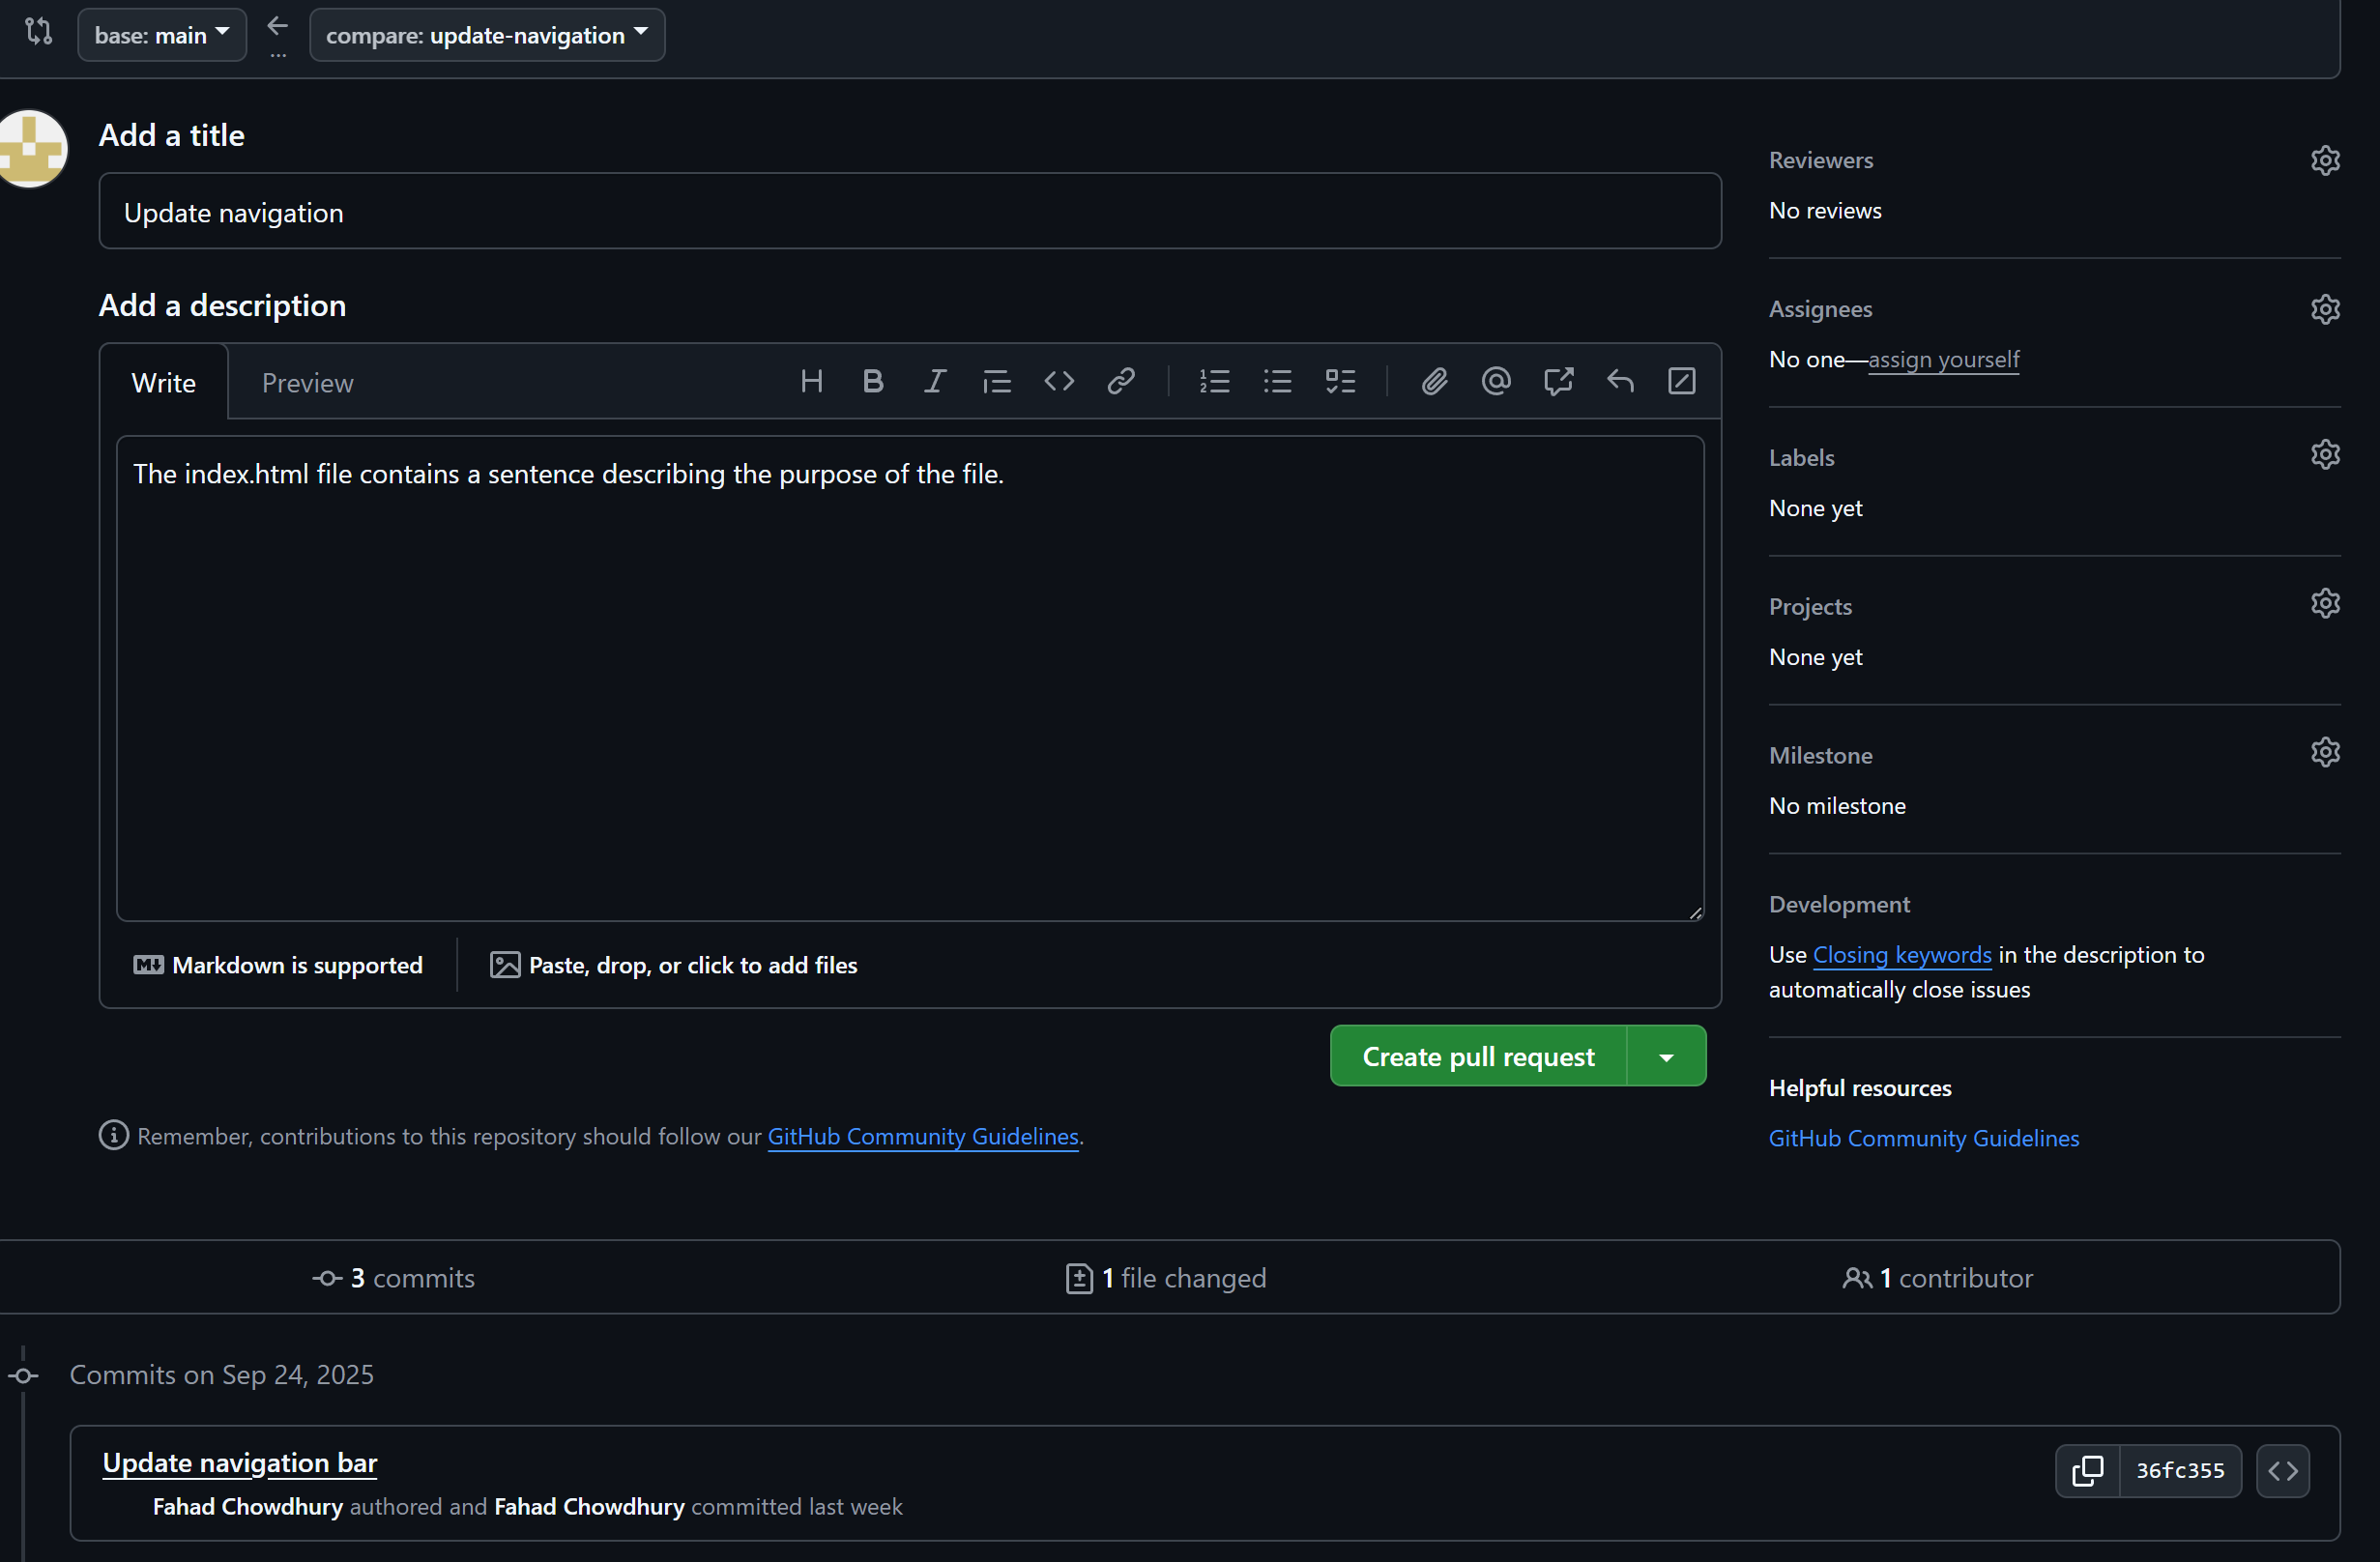 base: main
...
compare: update-navigation
Add a title
Update navigation
Add a description
Write
Preview
The index.html file contains a sentence describing the purpose of the file.
Markdown is supported
Paste, drop, or click to add files
Create pull request
Remember, contributions to this repository should follow our GitHub Community Guidelines.
Reviewers
No reviews
Assignees
No one—assign yourself
Labels
None yet
Projects
None yet
Milestone
No milestone
Development
Use Closing keywords in the description to
automatically close issues
Helpful resources
GitHub Community Guidelines
3 commits
1 file changed
1 contributor
Commits on Sep 24, 2025
Update navigation bar
36fc355
Fahad Chowdhury authored and Fahad Chowdhury committed last week